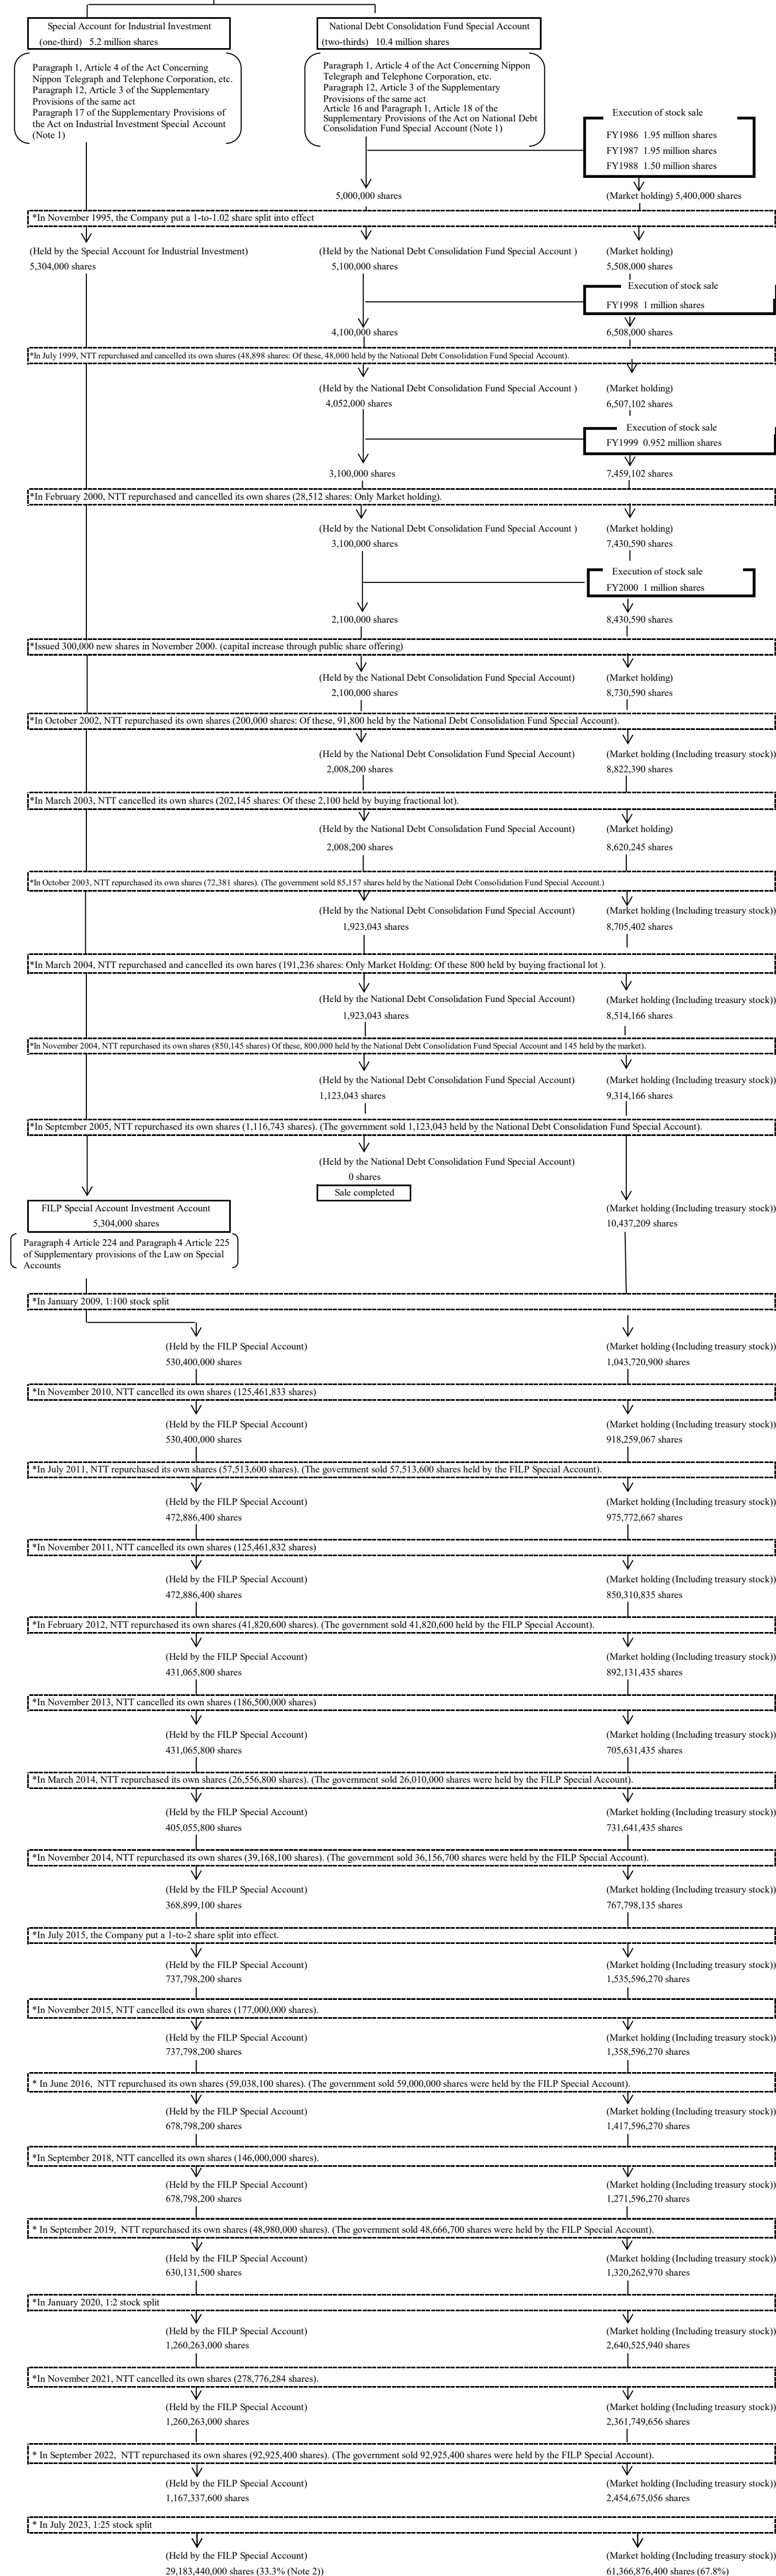 Special Account for Industrial Investment
(one-third) 5.2 million shares
National Debt Consolidation Fund Special Account
(two-thirds) 10.4 million shares
Paragraph 1, Article 4 of the Act Concerning
Nippon Telegraph and Telephone Corporation, etc.
Paragraph 12, Article 3 of the Supplementary
Provisions of the same act
Paragraph 17 of the Supplementary Provisions of
the Act on Industrial Investment Special Account
(Note 1)
Paragraph 1, Article 4 of the Act Concerning Nippon
Telegraph and Telephone Corporation, etc.
Paragraph 12, Article 3 of the Supplementary
Provisions of the same act
Article 16 and Paragraph 1, Article 18 of the
Supplementary Provisions of the Act on National Debt
Consolidation Fund Special Account (Note 1)
Execution of stock sale
FY1986 1.95 million shares
FY1987 1.95 million shares
FY1988 1.50 million shares
5,000,000 shares
(Market holding) 5,400,000 shares
*In November 1995, the Company put a 1-to-1.02 share split into effect
(Held by the Special Account for Industrial Investment)
5,304,000 shares
(Held by the National Debt Consolidation Fund Special Account )
5,100,000 shares
(Market holding)
5,508,000 shares
Execution of stock sale
FY1998 1 million shares
4,100,000 shares
6,508,000 shares
*In July 1999, NTT repurchased and cancelled its own shares (48,898 shares: Of these, 48,000 held by the National Debt Consolidation Fund Special Account).
(Held by the National Debt Consolidation Fund Special Account )
4,052,000 shares
(Market holding)
6,507,102 shares
Execution of stock sale
FY1999 0.952 million shares
3,100,000 shares
7,459,102 shares
*In February 2000, NTT repurchased and cancelled its own shares (28,512 shares: Only Market holding).
(Held by the National Debt Consolidation Fund Special Account )
3,100,000 shares
(Market holding)
7,430,590 shares
Execution of stock sale
FY2000 1 million shares
2,100,000 shares
8,430,590 shares
*Issued 300,000 new shares in November 2000. (capital increase through public share offering)
(Held by the National Debt Consolidation Fund Special Account)
2,100,000 shares
(Market holding)
8,730,590 shares
*In October 2002, NTT repurchased its own shares (200,000 shares: Of these, 91,800 held by the National Debt Consolidation Fund Special Account).
(Held by the National Debt Consolidation Fund Special Account)
2,008,200 shares
(Market holding (Including treasury stock))
8,822,390 shares
*In March 2003, NTT cancelled its own shares (202,145 shares: Of these 2,100 held by buying fractional lot).
(Held by the National Debt Consolidation Fund Special Account)
2,008,200 shares
(Market holding)
8,620,245 shares
*In October 2003, NTT repurchased its own shares (72,381 shares). (The government sold 85,157 shares held by the National Debt Consolidation Fund Special Account.)
(Held by the National Debt Consolidation Fund Special Account)
1,923,043 shares
(Market holding (Including treasury stock))
8,705,402 shares
*In March 2004, NTT repurchased and cancelled its own hares (191,236 shares: Only Market Holding: Of these 800 held by buying fractional lot ).
(Held by the National Debt Consolidation Fund Special Account)
1,923,043 shares
(Market holding (Including treasury stock))
8,514,166 shares
*In November 2004, NTT repurchased its own shares (850,145 shares) Of these, 800,000 held by the National Debt Consolidation Fund Special Account and 145 held by the market).
(Held by the National Debt Consolidation Fund Special Account)
1,123,043 shares
(Market holding (Including treasury stock))
9,314,166 shares
*In September 2005, NTT repurchased its own shares (1,116,743 shares). (The government sold 1,123,043 held by the National Debt Consolidation Fund Special Account).
(Held by the National Debt Consolidation Fund Special Account)
0 shares
Sale completed
FILP Special Account Investment Account
5,304,000 shares
(Market holding (Including treasury stock))
10,437,209 shares
Paragraph 4 Article 224 and Paragraph 4 Article 225
of Supplementary provisions of the Law on Special
Accounts
*In January 2009, 1:100 stock split
(Held by the FILP Special Account)
530,400,000 shares
(Market holding (Including treasury stock))
1,043,720,900 shares
*In November 2010, NTT cancelled its own shares (125,461,833 shares)
(Held by the FILP Special Account)
530,400,000 shares
(Market holding (Including treasury stock))
918,259,067 shares
*In July 2011, NTT repurchased its own shares (57,513,600 shares). (The government sold 57,513,600 shares held by the FILP Special Account).
(Held by the FILP Special Account)
472,886,400 shares
(Market holding (Including treasury stock))
975,772,667 shares
*In November 2011, NTT cancelled its own shares (125,461,832 shares)
(Held by the FILP Special Account)
472,886,400 shares
(Market holding (Including treasury stock))
850,310,835 shares
*In February 2012, NTT repurchased its own shares (41,820,600 shares). (The government sold 41,820,600 held by the FILP Special Account).
(Held by the FILP Special Account)
431,065,800 shares
(Market holding (Including treasury stock))
892,131,435 shares
*In November 2013, NTT cancelled its own shares (186,500,000 shares)
(Held by the FILP Special Account)
431,065,800 shares
(Market holding (Including treasury stock))
705,631,435 shares
*In March 2014, NTT repurchased its own shares (26,556,800 shares). (The government sold 26,010,000 shares were held by the FILP Special Account).
(Held by the FILP Special Account)
405,055,800 shares
(Market holding (Including treasury stock))
731,641,435 shares
*In November 2014, NTT repurchased its own shares (39,168,100 shares). (The government sold 36,156,700 shares were held by the FILP Special Account).
(Held by the FILP Special Account)
368,899,100 shares
(Market holding (Including treasury stock))
767,798,135 shares
*In July 2015, the Company put a 1-to-2 share split into effect.
(Held by the FILP Special Account)
737,798,200 shares
(Market holding (Including treasury stock))
1,535,596,270 shares
*In November 2015, NTT cancelled its own shares (177,000,000 shares).
(Held by the FILP Special Account)
737,798,200 shares
(Market holding (Including treasury stock))
1,358,596,270 shares
* In June 2016, NTT repurchased its own shares (59,038,100 shares). (The government sold 59,000,000 shares were held by the FILP Special Account).
(Held by the FILP Special Account)
678,798,200 shares
(Market holding (Including treasury stock))
1,417,596,270 shares
*In September 2018, NTT cancelled its own shares (146,000,000 shares).
(Held by the FILP Special Account)
678,798,200 shares
(Market holding (Including treasury stock))
1,271,596,270 shares
* In September 2019, NTT repurchased its own shares (48,980,000 shares). (The government sold 48,666,700 shares were held by the FILP Special Account).
(Held by the FILP Special Account)
630,131,500 shares
(Market holding (Including treasury stock))
1,320,262,970 shares
*In January 2020, 1:2 stock split
(Held by the FILP Special Account)
1,260,263,000 shares
(Market holding (Including treasury stock))
2,640,525,940 shares
*In November 2021, NTT cancelled its own shares (278,776,284 shares).
(Held by the FILP Special Account)
1,260,263,000 shares
(Market holding (Including treasury stock))
2,361,749,656 shares
* In September 2022, NTT repurchased its own shares (92,925,400 shares). (The government sold 92,925,400 shares were held by the FILP Special Account).
(Held by the FILP Special Account)
1,167,337,600 shares
(Market holding (Including treasury stock))
2,454,675,056 shares
* In July 2023, 1:25 stock split
(Held by the FILP Special Account)
29,183,440,000 shares (33.3% (Note 2))
(Market holding (Including treasury stock))
61,366,876,400 shares (67.8%)